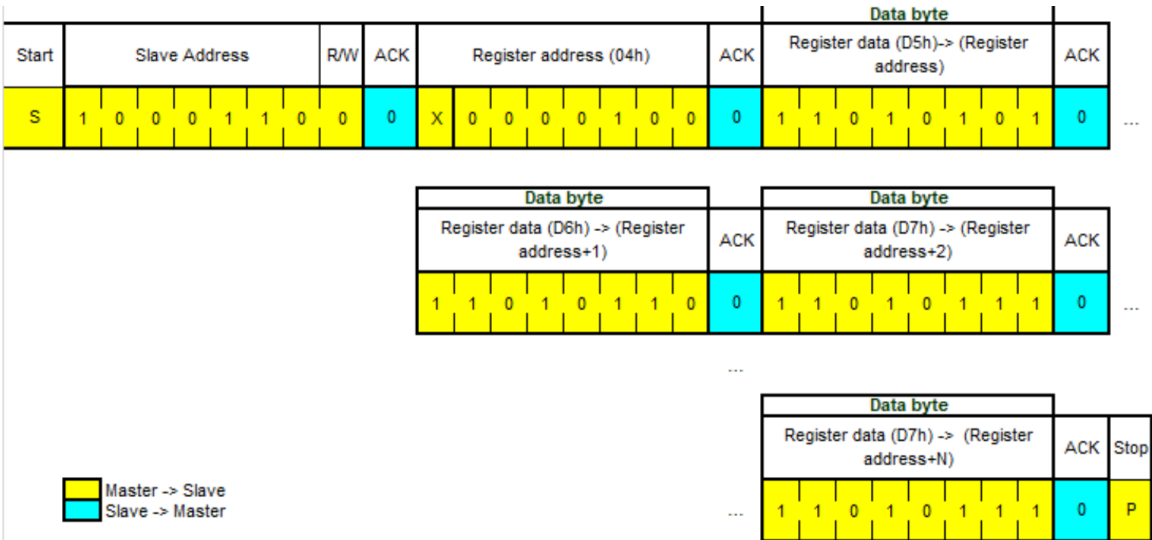 Data byte
Start Slave Address R/W ACK Register address (04h) ACK Register data (D5h)-> (Register address) ACK
S 1 0 0 0 1 1 0 0 0 X 0 0 0 0 1 0 0 0 1 1 0 1 0 1 0 1 0 ...
Data byte Data byte
Register data (D6h) -> (Register address+1) ACK Register data (D7h) -> (Register address+2) ACK
1 1 0 1 0 1 1 0 0 1 1 0 1 0 1 1 1 0 ...
...
Data byte
Register data (D7h) -> (Register address+N) ACK Stop
Master -> Slave
Slave -> Master
... 1 1 0 1 0 1 1 1 0 P